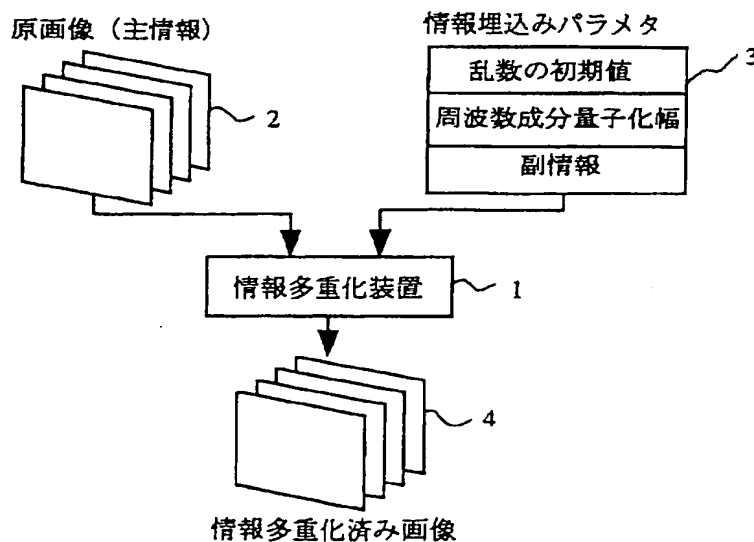 原画像（主情報）
2
情報埋込みパラメタ
乱数の初期値
周波数成分量子化幅
副情報
3
情報多重化装置
1
4
情報多重化済み画像